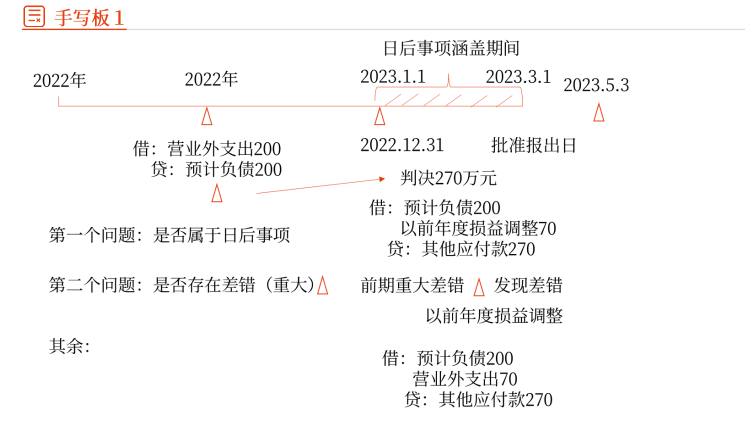 手写板 1
日后事项涵盖期间
2022年
2022年
2023.1.1
2023.3.1
2023.5.3
2022.12.31
批准报出日
借：营业外支出200
贷：预计负债200
判决270万元
借：预计负债200
以前年度损益调整70
贷：其他应付款270
第一个问题：是否属于日后事项
第二个问题：是否存在差错（重大）
前期重大差错
发现差错
以前年度损益调整
其余：
借：预计负债200
营业外支出70
贷：其他应付款270